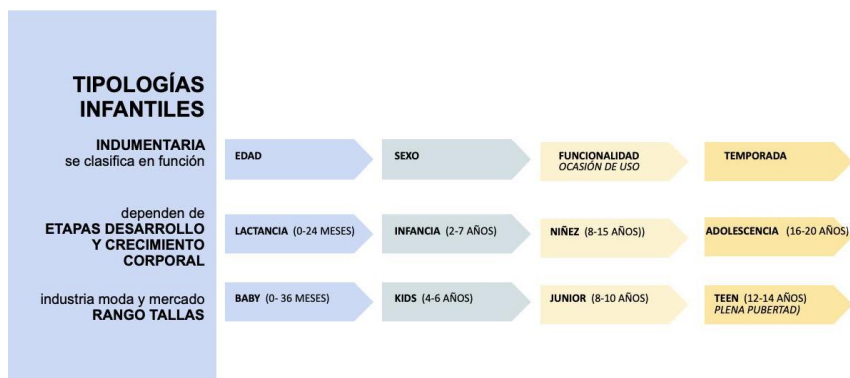 TIPOLOGÍAS
INFANTILES
INDUMENTARIA
se clasifica en función
EDAD
SEXO
FUNCIONALIDAD
OCASIÓN DE USO
TEMPORADA
dependen de
ETAPAS DESARROLLO
Y CRECIMIENTO
CORPORAL
LACTANCIA (0-24 MESES)
INFANCIA (2-7 AÑOS)
NIÑEZ (8-15 AÑOS))
ADOLESCENCIA (16-20 AÑOS)
industria moda y mercado
RANGO TALLAS
BABY (0- 36 MESES)
KIDS (4-6 AÑOS)
JUNIOR (8-10 AÑOS)
TEEN (12-14 AÑOS)
PLENA PUBERTAD)